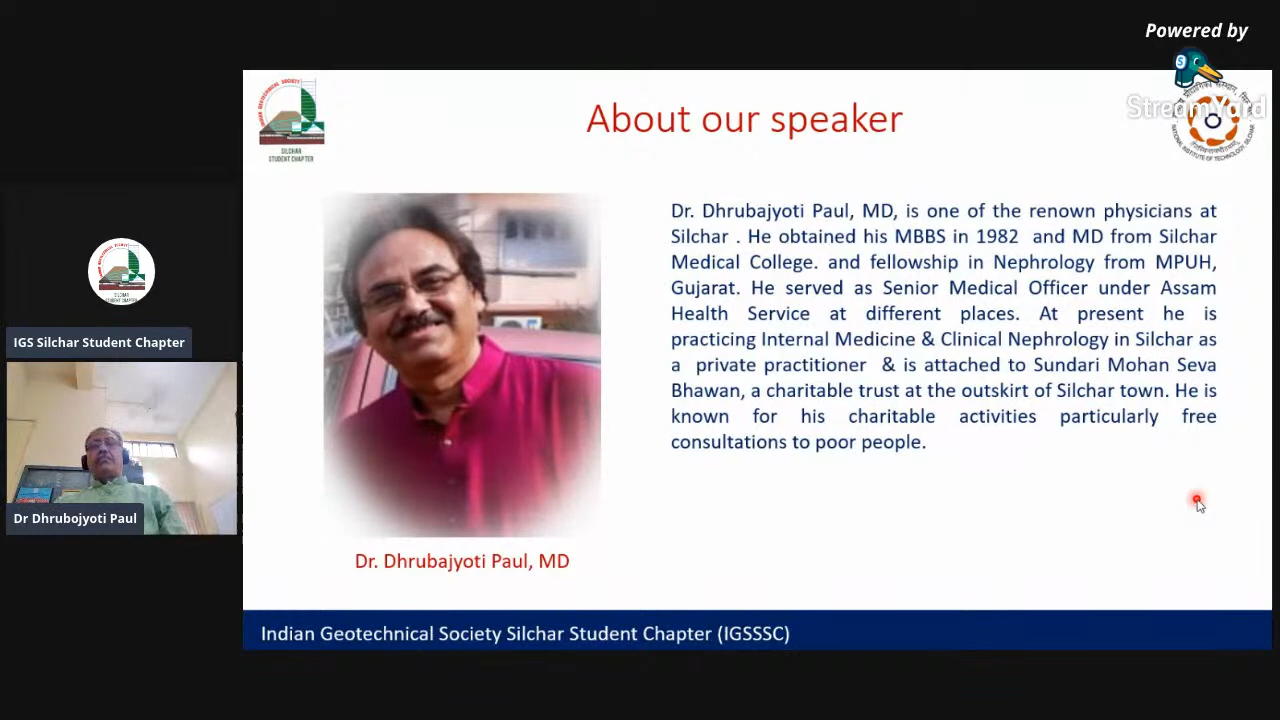 Powered by
StreamYard
About our speaker
SILCHAR
STUDENT CHAPTER
Dr. Dhrubajyoti Paul, MD, is one of the renown physicians at
Silchar . He obtained his MBBS in 1982 and MD from Silchar
Medical College. and fellowship in Nephrology from MPUH,
Gujarat. He served as Senior Medical Officer under Assam
Health Service at different places. At present he is
practicing Internal Medicine & Clinical Nephrology in Silchar as
a private practitioner & is attached to Sundari Mohan Seva
Bhawan, a charitable trust at the outskirt of Silchar town. He is
known for his charitable activities particularly free
consultations to poor people.
IGS Silchar Student Chapter
Dr Dhrubojyoti Paul
Dr. Dhrubajyoti Paul, MD
Indian Geotechnical Society Silchar Student Chapter (IGSSSC)